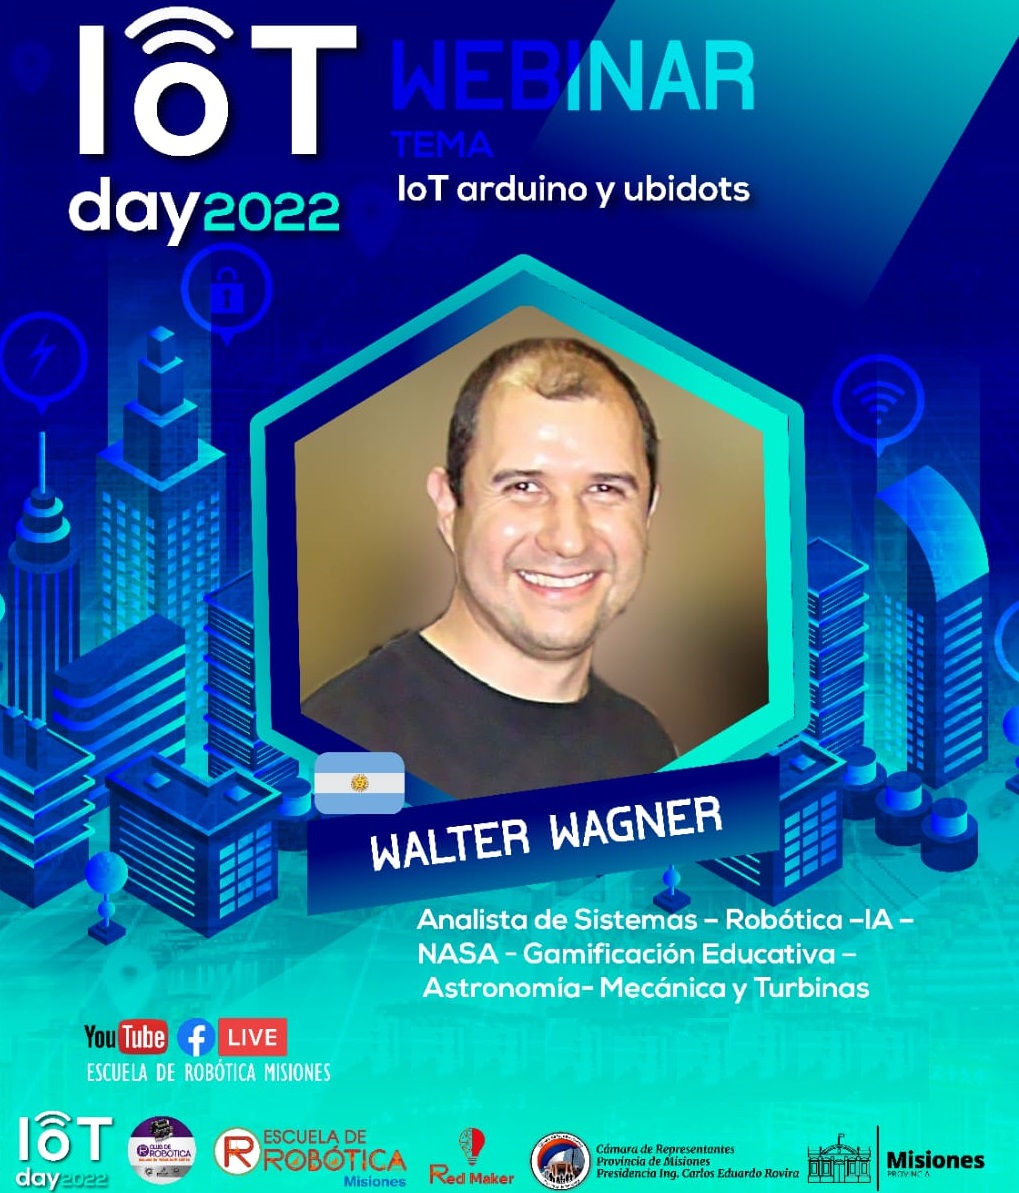 IoT
day2022
WEBINAR
TEMA
IoT arduino y ubidots
WALTER WAGNER
Analista de Sistemas – Robótica –IA –
NASA - Gamificación Educativa –
Astronomía- Mecánica y Turbinas
YouTube f LIVE
ESCUELA DE ROBÓTICA MISIONES
IoT
day2022
CLUB DE
ROBÓTICA
R
ESCUELA DE
ROBÓTICA
Misiones
Red Maker
Cámara de Representantes
Provincia de Misiones
Presidencia Ing. Carlos Eduardo Rovira
Misiones
PROVINCIA